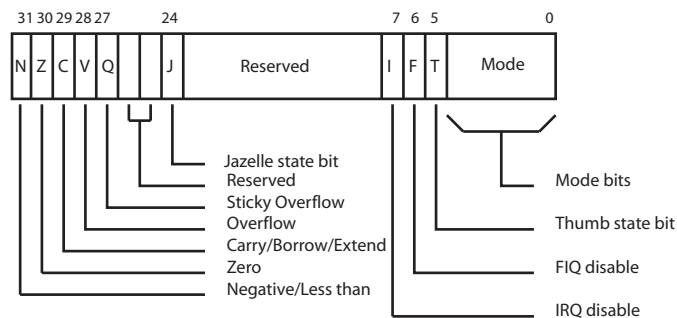 31 30 29 28 27 24 7 6 5 0
N Z C V Q J Reserved I F T Mode
Jazelle state bit
Reserved Mode bits
Sticky Overflow
Overflow Thumb state bit
Carry/Borrow/Extend
Zero FIQ disable
Negative/Less than
IRQ disable